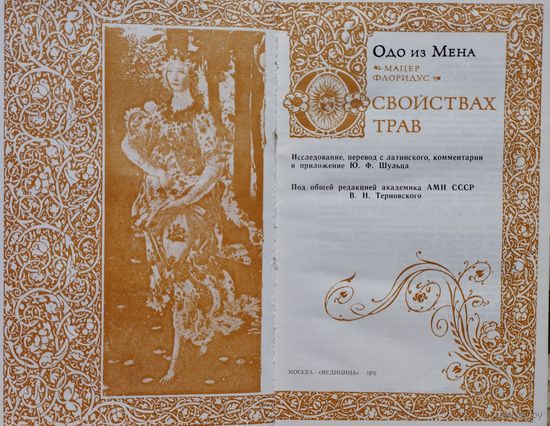 Одо из Мена
МАЦЕР
ФЛОРИДУС
О СВОЙСТВАХ
ТРАВ
Исследование, перевод с латинского, комментарии
и приложение Ю. Ф. Шульца
Под общей редакцией академика АМН СССР
В. Н. Терновского
МОСКВА · «МЕДИЦИНА» · 1976